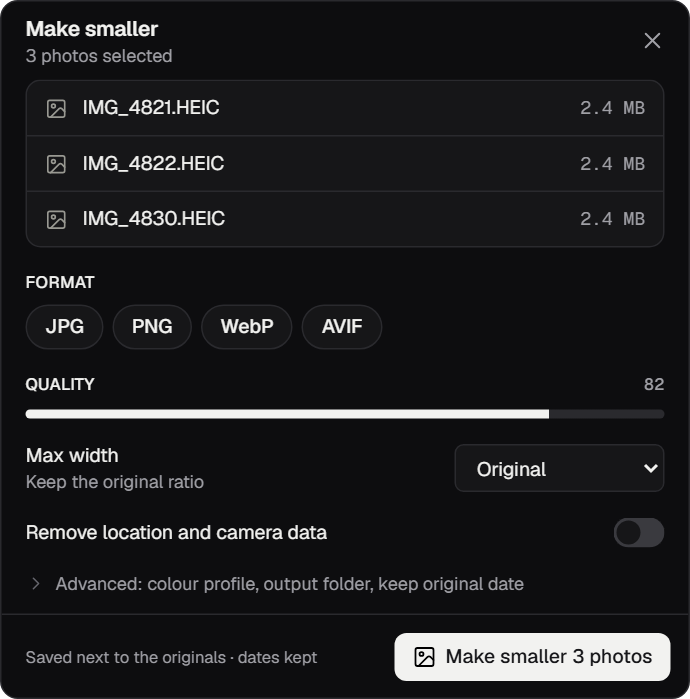 Make smaller
3 photos selected
IMG_4821.HEIC 2.4 MB
IMG_4822.HEIC 2.4 MB
IMG_4830.HEIC 2.4 MB
FORMAT
JPG PNG WebP AVIF
QUALITY 82
Max width
Keep the original ratio
Original
Remove location and camera data
Advanced: colour profile, output folder, keep original date
Saved next to the originals · dates kept
Make smaller 3 photos